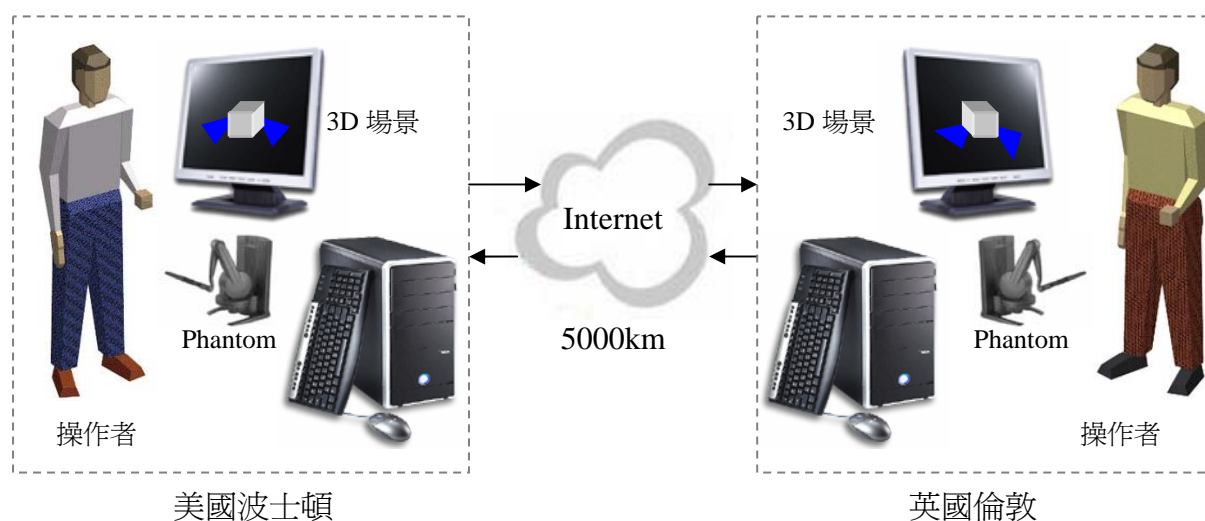 3D 場景
Phantom
操作者
美國波士頓
Internet
5000km
3D 場景
Phantom
操作者
英國倫敦